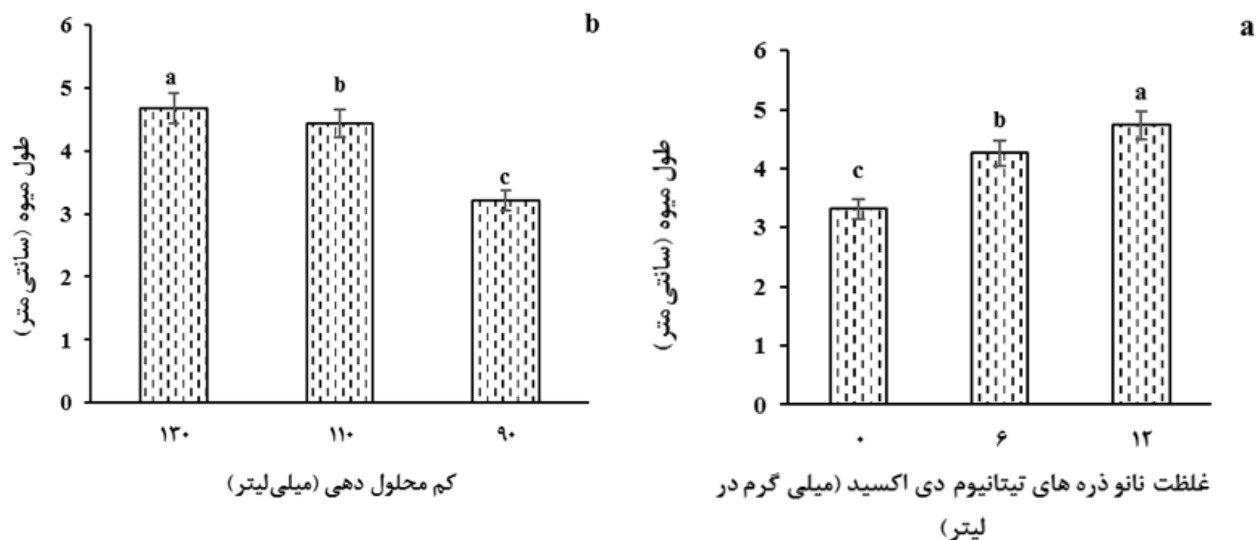 b
6
5
4
3
2
1
0
a
b
c
طول میوه (سانتی متر)
۱۳۰
۱۱۰
۹۰
کم محلول دهی (میلی‌لیتر)
a
6
5
4
3
2
1
0
c
b
a
طول میوه (سانتی متر)
۰
۶
۱۲
غلظت نانو ذره های تیتانیوم دی اکسید (میلی گرم در
لیتر)